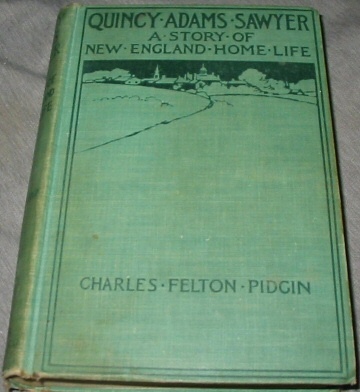 QUINCY·ADAMS·SAWYER
A·STORY·OF
NEW·ENGLAND·HOME·LIFE
CHARLES·FELTON·PIDGIN